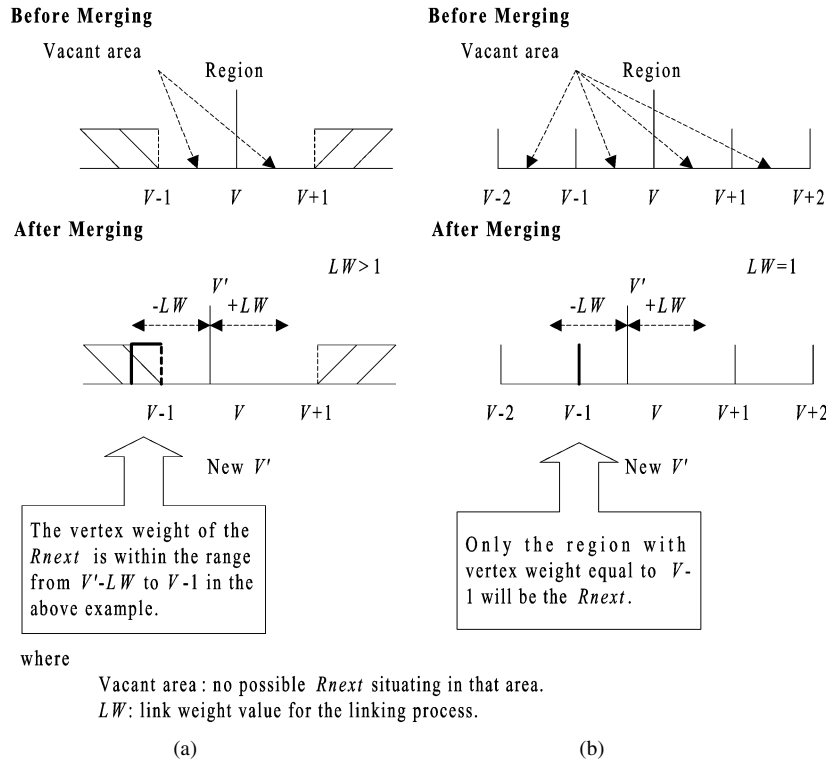 Before Merging
Vacant area
Region
V-1 V V+1
After Merging
LW>1
V'
-LW +LW
V-1 V V+1
New V'
The vertex weight of the
Rnext is within the range
from V'-LW to V-1 in the
above example.
Before Merging
Vacant area
Region
V-2 V-1 V V+1 V+2
After Merging
LW=1
V'
-LW +LW
V-2 V-1 V V+1 V+2
New V'
Only the region with
vertex weight equal to V-
1 will be the Rnext.
where
Vacant area : no possible Rnext situating in that area.
LW: link weight value for the linking process.
(a) (b)